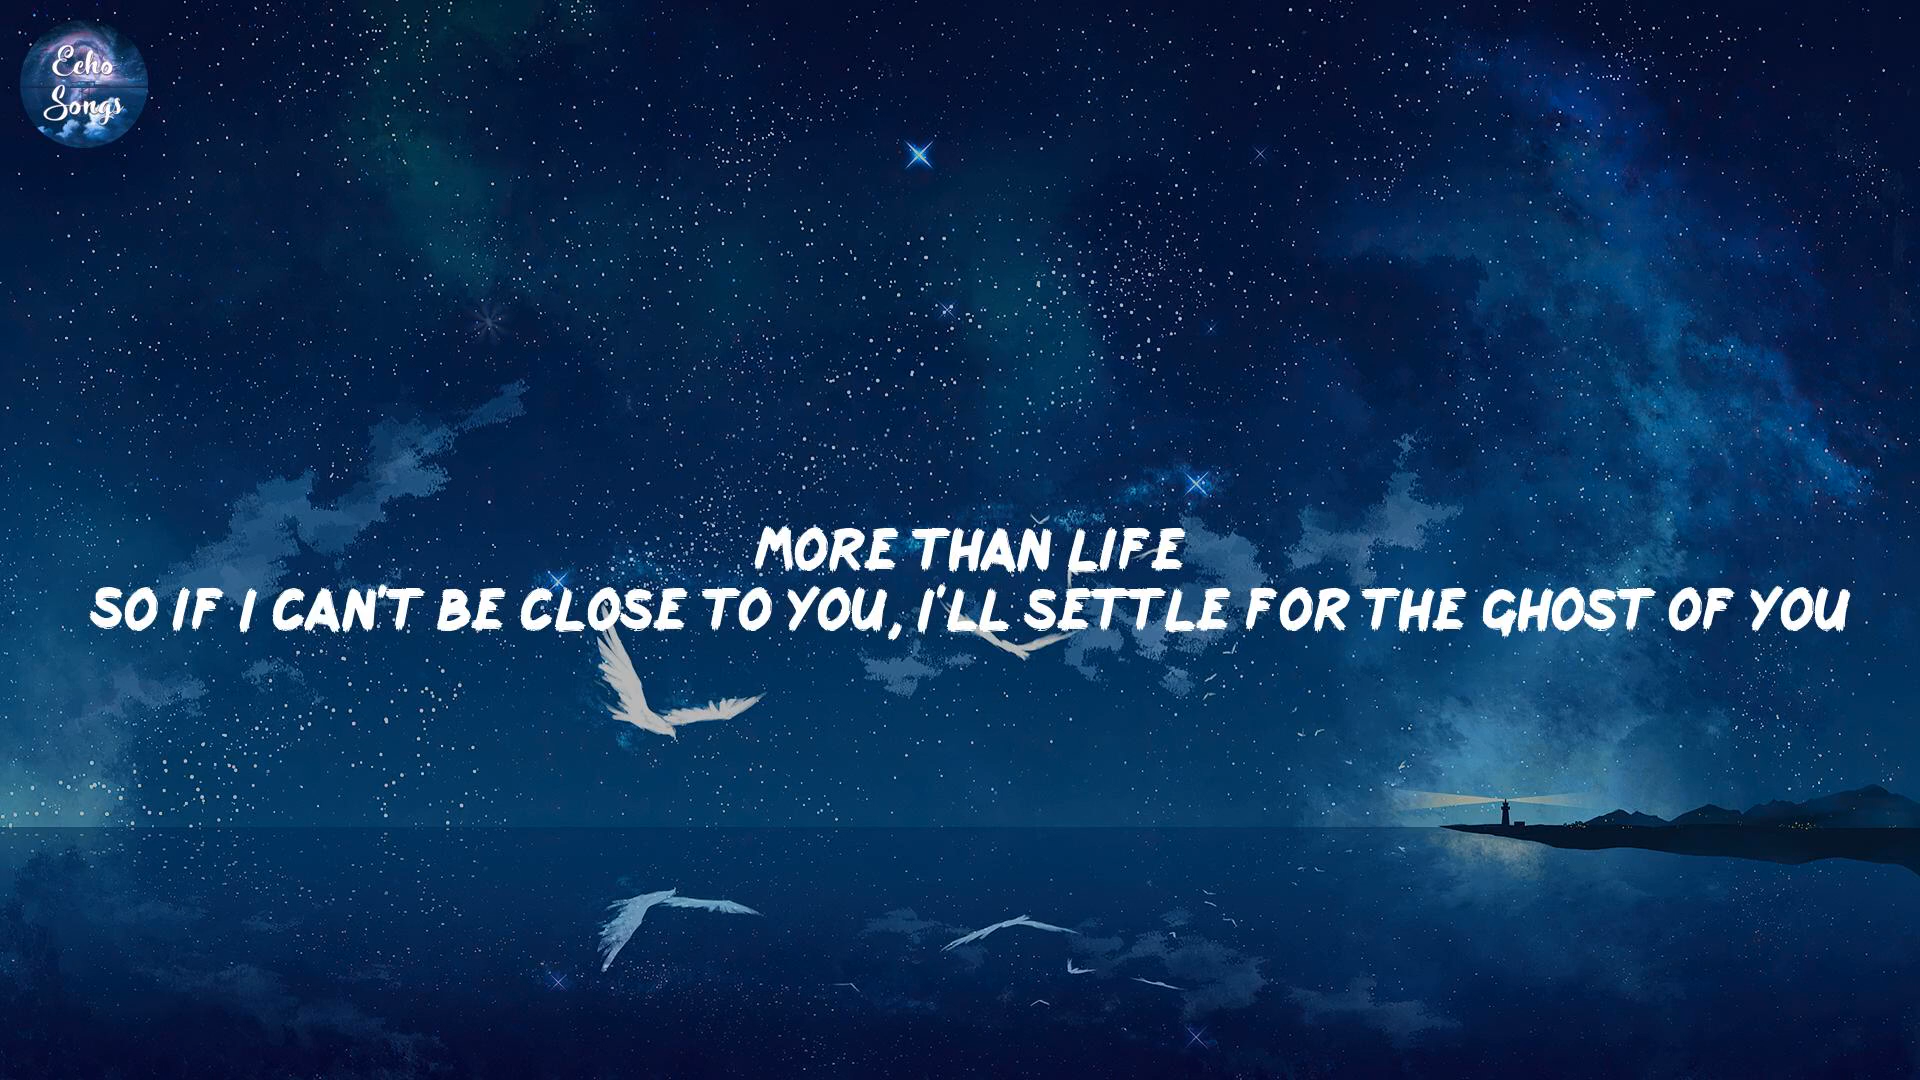 Echo
Songs
MORE THAN LIFE
SO IF I CAN'T BE CLOSE TO YOU, I'LL SETTLE FOR THE GHOST OF YOU